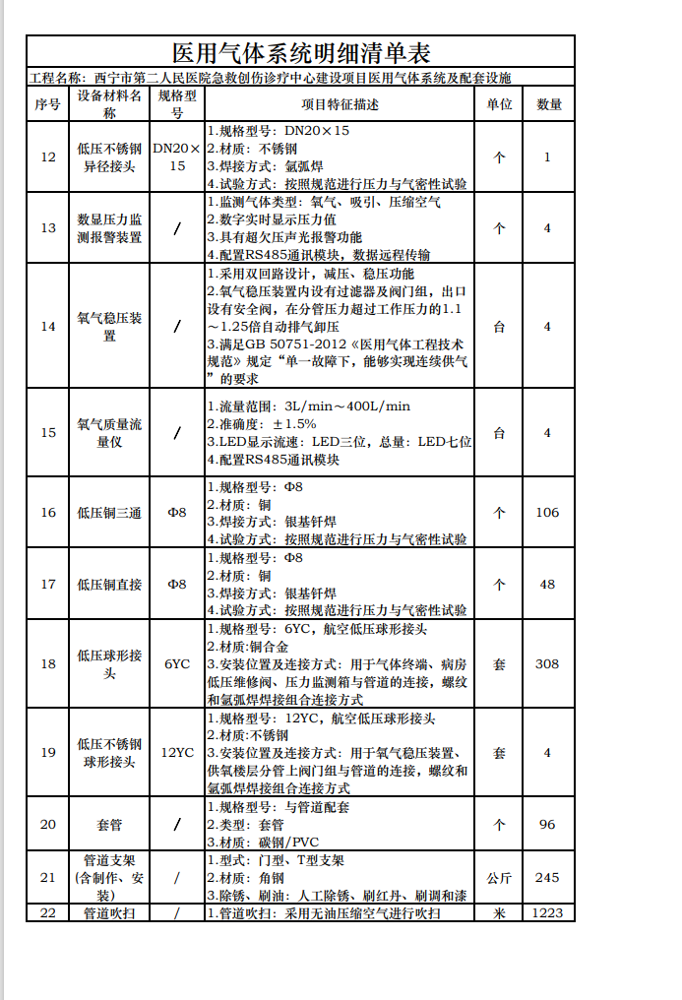 医用气体系统明细清单表
工程名称：西宁市第二人民医院急救创伤诊疗中心建设项目医用气体系统及配套设施
序号 设备材料名称 规格型号 项目特征描述 单位 数量
12 低压不锈钢异径接头 DN20×15 个 1
1.规格型号：DN20×15
2.材质：不锈钢
3.焊接方式：氩弧焊
4.试验方式：按照规范进行压力与气密性试验
13 数显压力监测报警装置 / 个 4
1.监测气体类型：氧气、吸引、压缩空气
2.数字实时显示压力值
3.具有超欠压声光报警功能
4.配置RS485通讯模块，数据远程传输
14 氧气稳压装置 / 台 4
1.采用双回路设计，减压、稳压功能
2.氧气稳压装置内设有过滤器及阀门组，出口
设有安全阀，在分管压力超过工作压力的1.1
～1.25倍自动排气卸压
3.满足GB 50751-2012《医用气体工程技术
规范》规定“单一故障下，能够实现连续供气
”的要求
15 氧气质量流量仪 / 台 4
1.流量范围：3L/min～400L/min
2.准确度：±1.5%
3.LED显示流速：LED三位，总量：LED七位
4.配置RS485通讯模块
16 低压铜三通 Φ8 个 106
1.规格型号：Φ8
2.材质：铜
3.焊接方式：银基钎焊
4.试验方式：按照规范进行压力与气密性试验
17 低压铜直接 Φ8 个 48
1.规格型号：Φ8
2.材质：铜
3.焊接方式：银基钎焊
4.试验方式：按照规范进行压力与气密性试验
18 低压球形接头 6YC 套 308
1.规格型号：6YC，航空低压球形接头
2.材质:铜合金
3.安装位置及连接方式：用于气体终端、病房
低压维修阀、压力监测箱与管道的连接，螺纹
和氩弧焊焊接组合连接方式
19 低压不锈钢球形接头 12YC 套 4
1.规格型号：12YC，航空低压球形接头
2.材质:不锈钢
3.安装位置及连接方式：用于氧气稳压装置、
供氧楼层分管上阀门组与管道的连接，螺纹和
氩弧焊焊接组合连接方式
20 套管 / 个 96
1.规格型号：与管道配套
2.类型：套管
3.材质：碳钢/PVC
21 管道支架(含制作、安装） / 公斤 245
1.型式：门型、T型支架
2.材质：角钢
3.除锈、刷油：人工除锈、刷红丹、刷调和漆
22 管道吹扫 / 1.管道吹扫：采用无油压缩空气进行吹扫 米 1223